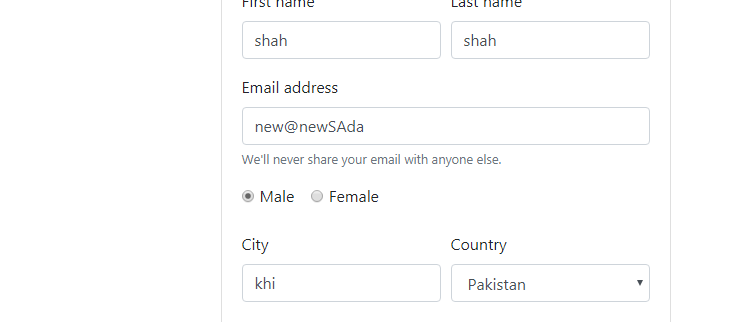 First name Last name
shah shah
Email address
new@newSAda
We'll never share your email with anyone else.
Male Female
City Country
khi Pakistan